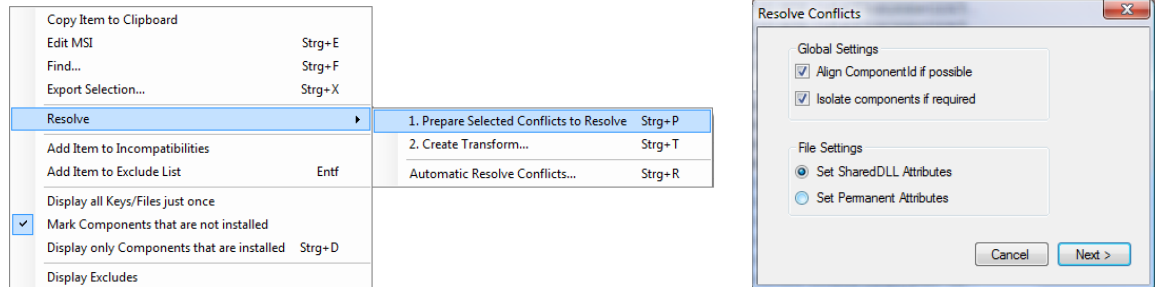 Copy Item to Clipboard
Edit MSI Strg+E
Find... Strg+F
Export Selection... Strg+X
Resolve
Add Item to Incompatibilities
Add Item to Exclude List Entf
Display all Keys/Files just once
Mark Components that are not installed
Display only Components that are installed Strg+D
Display Excludes
1. Prepare Selected Conflicts to Resolve Strg+P
2. Create Transform... Strg+T
Automatic Resolve Conflicts... Strg+R
Resolve Conflicts
Global Settings
Align ComponentId if possible
Isolate components if required
File Settings
Set SharedDLL Attributes
Set Permanent Attributes
Cancel Next >